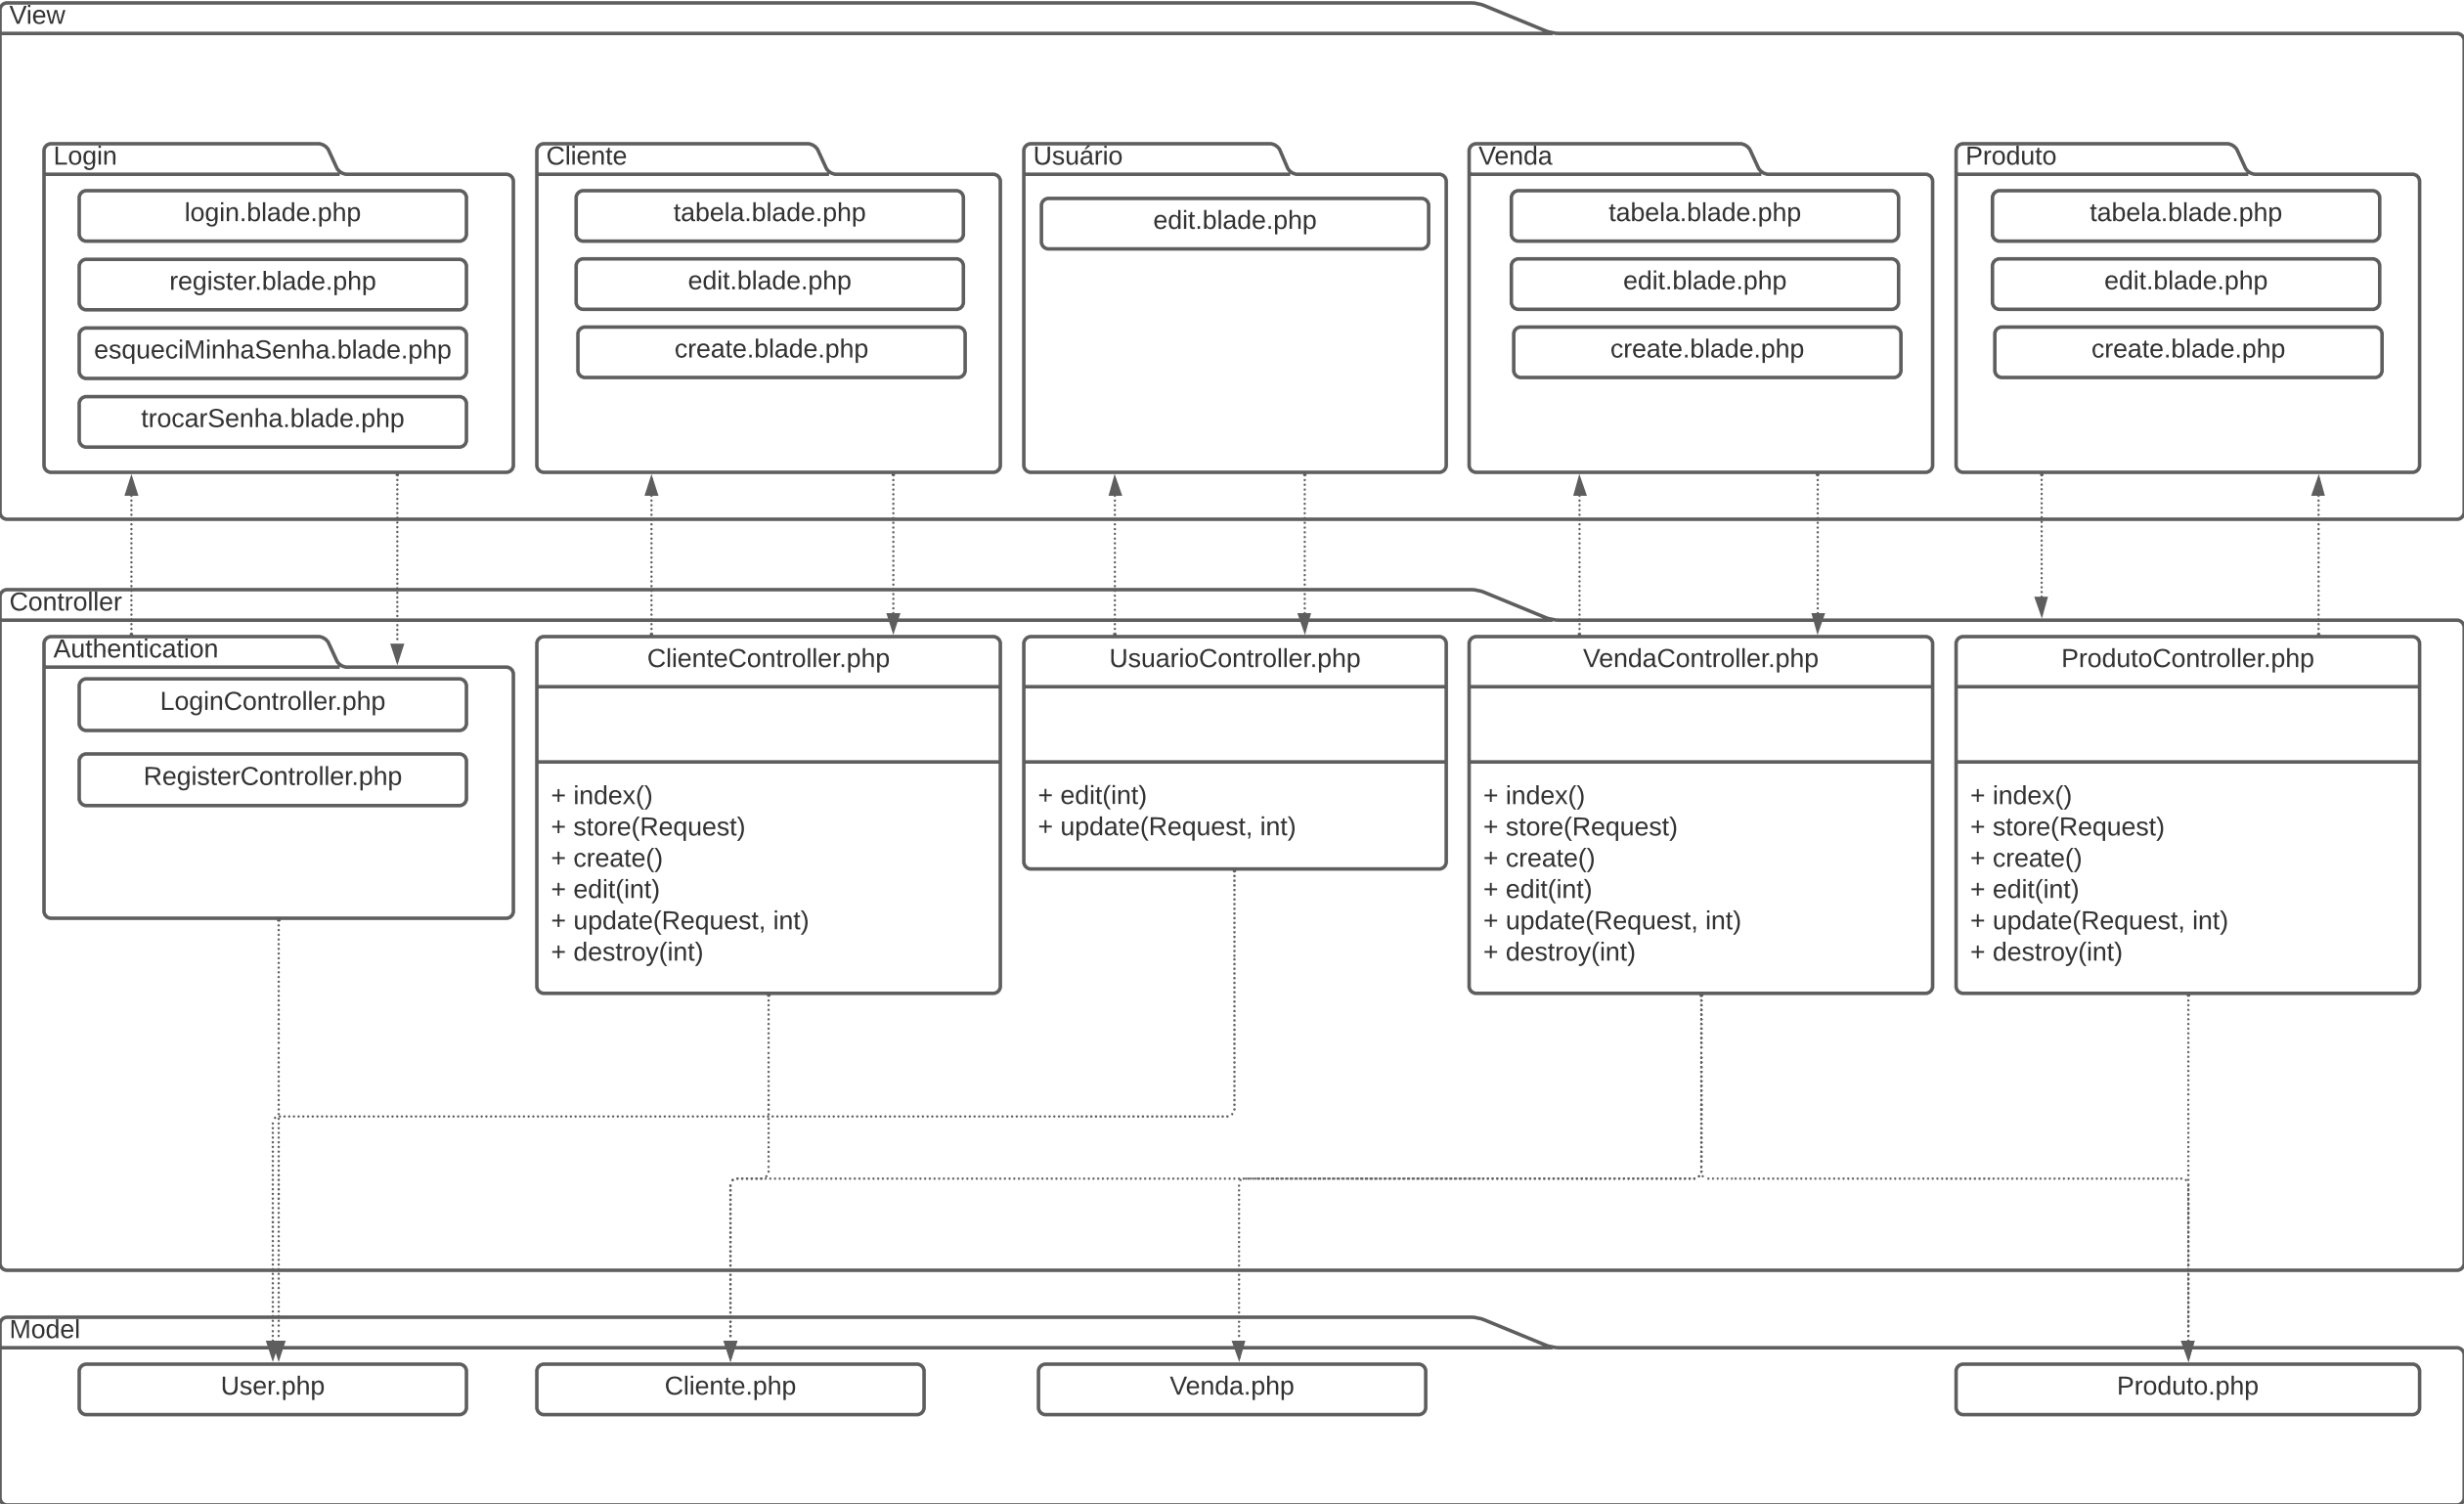 View
Login
login.blade.php
register.blade.php
esqueciMinhaSenha.blade.php
trocarSenha.blade.php
Cliente
tabela.blade.php
edit.blade.php
create.blade.php
Usuário
edit.blade.php
Venda
tabela.blade.php
edit.blade.php
create.blade.php
Produto
tabela.blade.php
edit.blade.php
create.blade.php
Controller
Authentication
LoginController.php
RegisterController.php
ClienteController.php
+ index()
+ store(Request)
+ create()
+ edit(int)
+ update(Request, int)
+ destroy(int)
UsuarioController.php
+ edit(int)
+ update(Request, int)
VendaController.php
+ index()
+ store(Request)
+ create()
+ edit(int)
+ update(Request, int)
+ destroy(int)
ProdutoController.php
+ index()
+ store(Request)
+ create()
+ edit(int)
+ update(Request, int)
+ destroy(int)
Model
User.php
Cliente.php
Venda.php
Produto.php